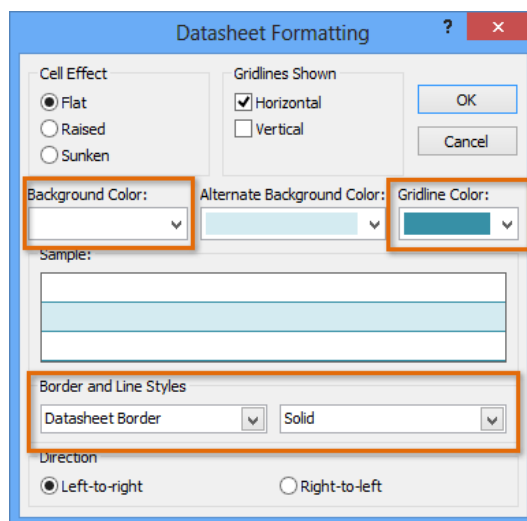 Datasheet Formatting ?
Cell Effect
Flat
Raised
Sunken
Gridlines Shown
Horizontal
Vertical
OK
Cancel
Background Color:
Alternate Background Color:
Gridline Color:
Sample:
Border and Line Styles
Datasheet Border
Solid
Direction
Left-to-right
Right-to-left